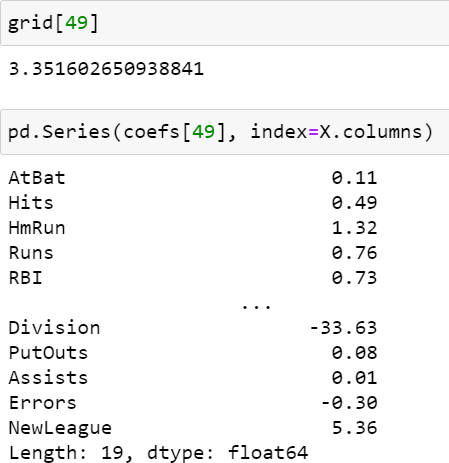 grid[49]
3.351602650938841
pd.Series(coefs[49], index=X.columns)
AtBat 0.11
Hits 0.49
HmRun 1.32
Runs 0.76
RBI 0.73
...
Division -33.63
PutOuts 0.08
Assists 0.01
Errors -0.30
NewLeague 5.36
Length: 19, dtype: float64